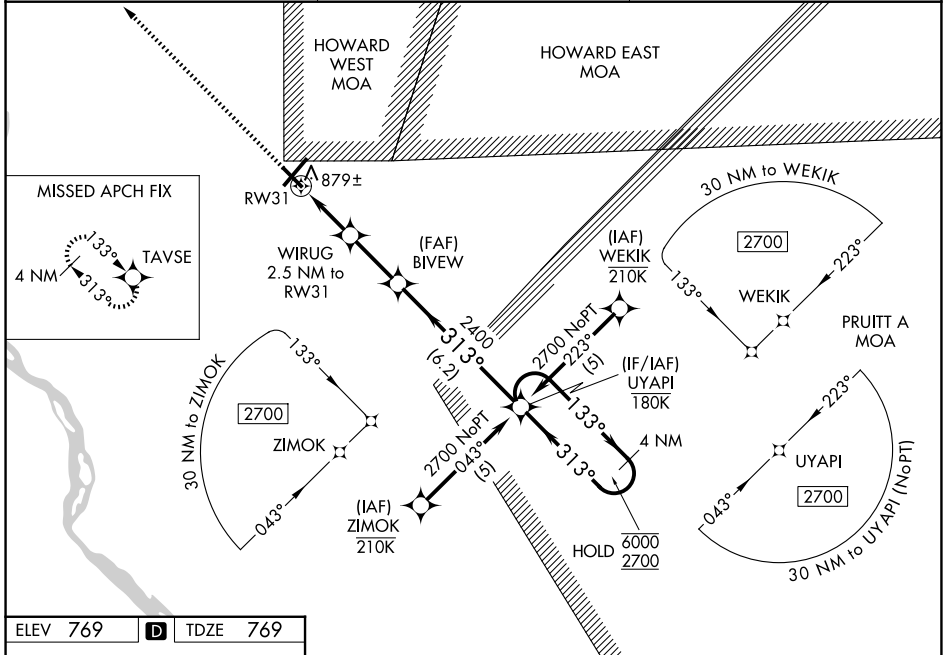 HOWARD
WEST
MOA
HOWARD EAST
MOA
MISSED APCH FIX
133°
TAVSE
4 NM
313°
879±
RW31
WIRUG
2.5 NM to
RW31
(FAF)
BIVEW
(IAF)
WEKIK
210K
30 NM to WEKIK
2700
133°
223°
WEKIK
PRUITT A
MOA
2400
313°
(6.2)
2700 NoPT
223°
(5)
(IF/IAF)
UYAPI
180K
30 NM to ZIMOK
133°
2700
ZIMOK
043°
2700 NoPT
043°
(5)
(IAF)
ZIMOK
210K
133°
313°
4 NM
HOLD
6000
2700
223°
UYAPI
2700
043°
30 NM to UYAPI (NoPT)
ELEV 769 D TDZE 769